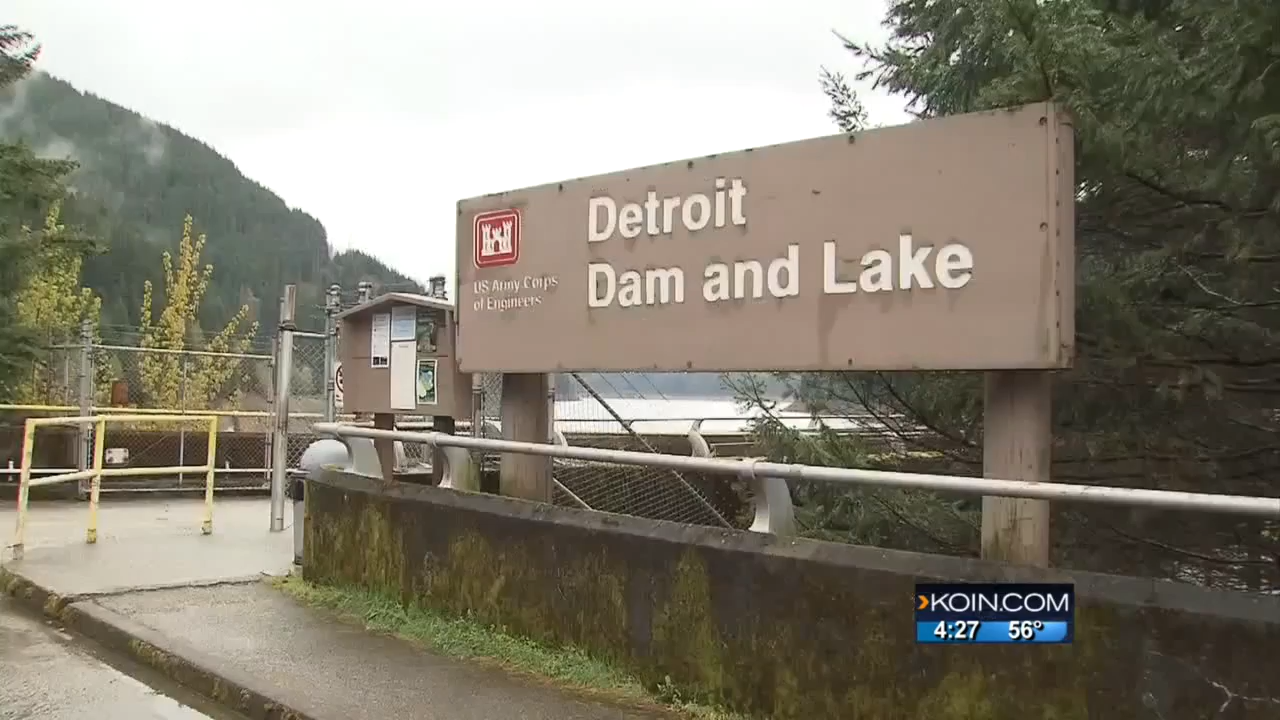 Detroit
Dam and Lake
US Army Corps
of Engineers
KOIN.COM
4:27 56°